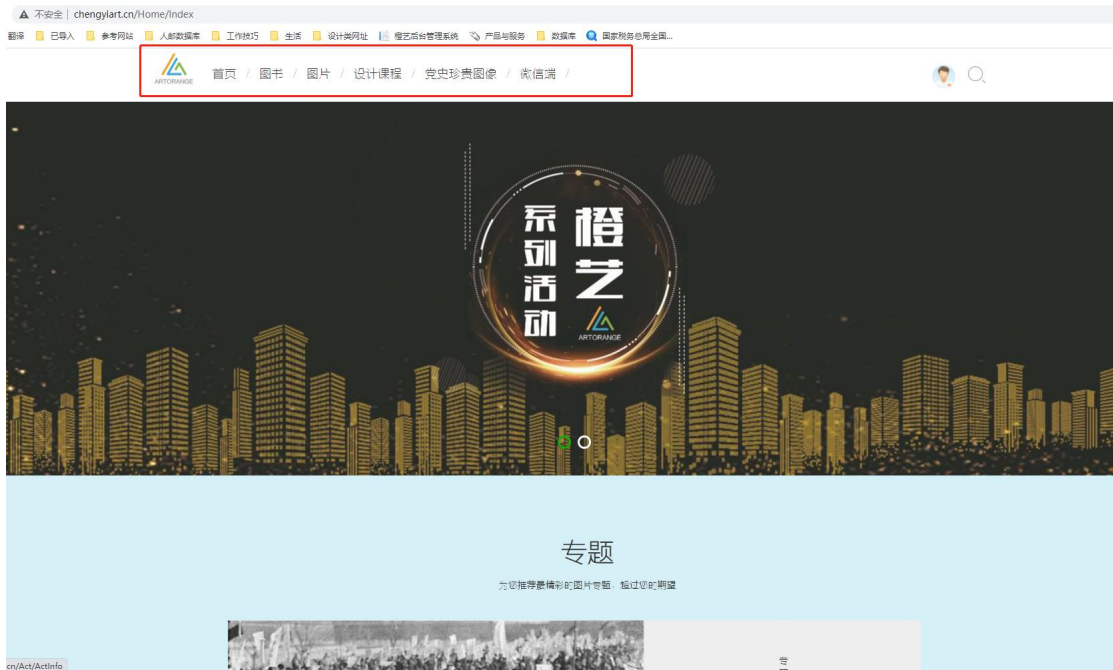 不安全 | chengyiart.cn/Home/Index
翻译 已导入 参考网站 人邮数据库 工作技巧 生活 设计类网址 橙艺后台管理系统 产品与服务 数据库 国家税务总局全国...
ARTORANGE 首页 / 图书 / 图片 / 设计课程 / 党史珍贵图像 / 微信端 /
橙艺
系列活动
ARTORANGE
专题
为您推荐最精彩的图片专题，超过您的期望
专
cn/Act/ActInfo